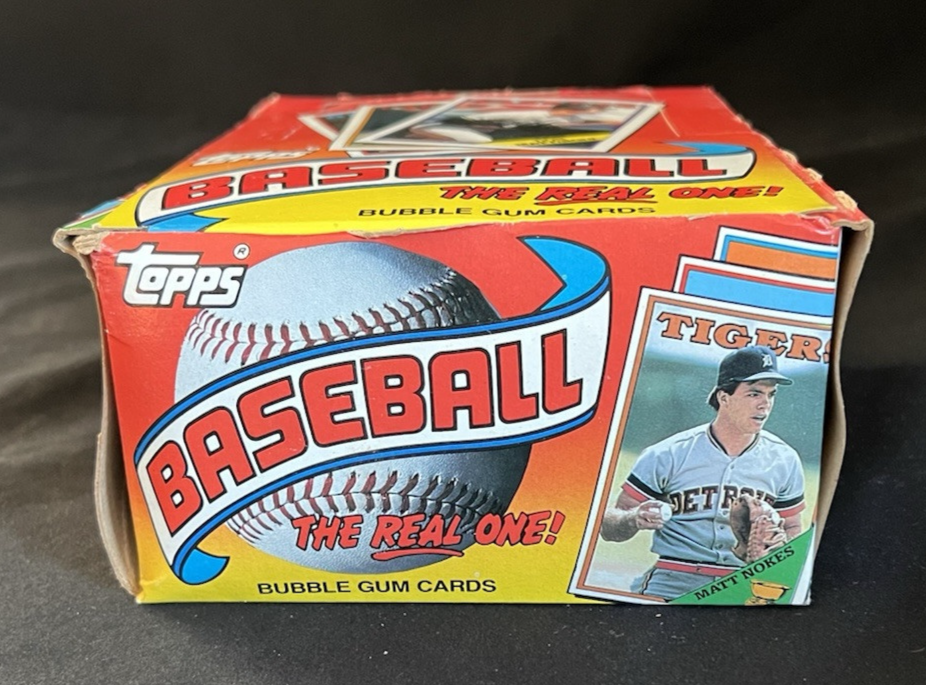 TOPPS
BASEBALL
THE REAL ONE!
BUBBLE GUM CARDS
TOPPS®
BASEBALL
THE REAL ONE!
BUBBLE GUM CARDS
TIGERS
DETROIT
MATT NOKES